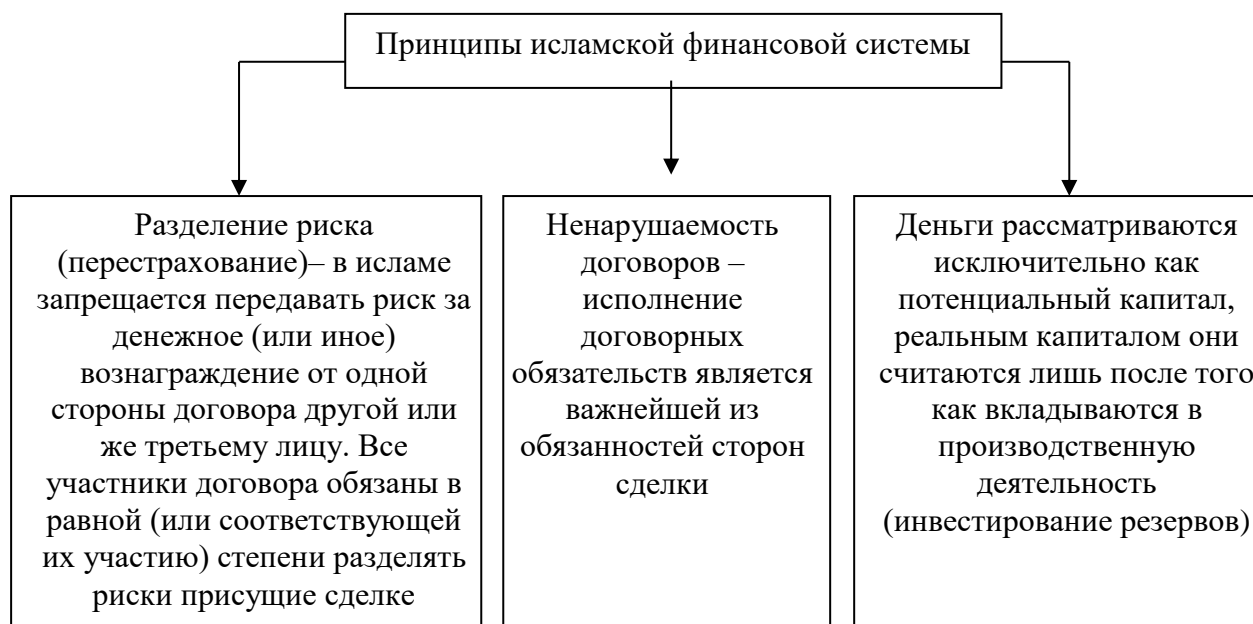 Принципы исламской финансовой системы
Разделение риска
(перестрахование)– в исламе
запрещается передавать риск за
денежное (или иное)
вознаграждение от одной
стороны договора другой или
же третьему лицу. Все
участники договора обязаны в
равной (или соответствующей
их участию) степени разделять
риски присущие сделке
Ненарушаемость
договоров –
исполнение
договорных
обязательств является
важнейшей из
обязанностей сторон
сделки
Деньги рассматриваются
исключительно как
потенциальный капитал,
реальным капиталом они
считаются лишь после того
как вкладываются в
производственную
деятельность
(инвестирование резервов)